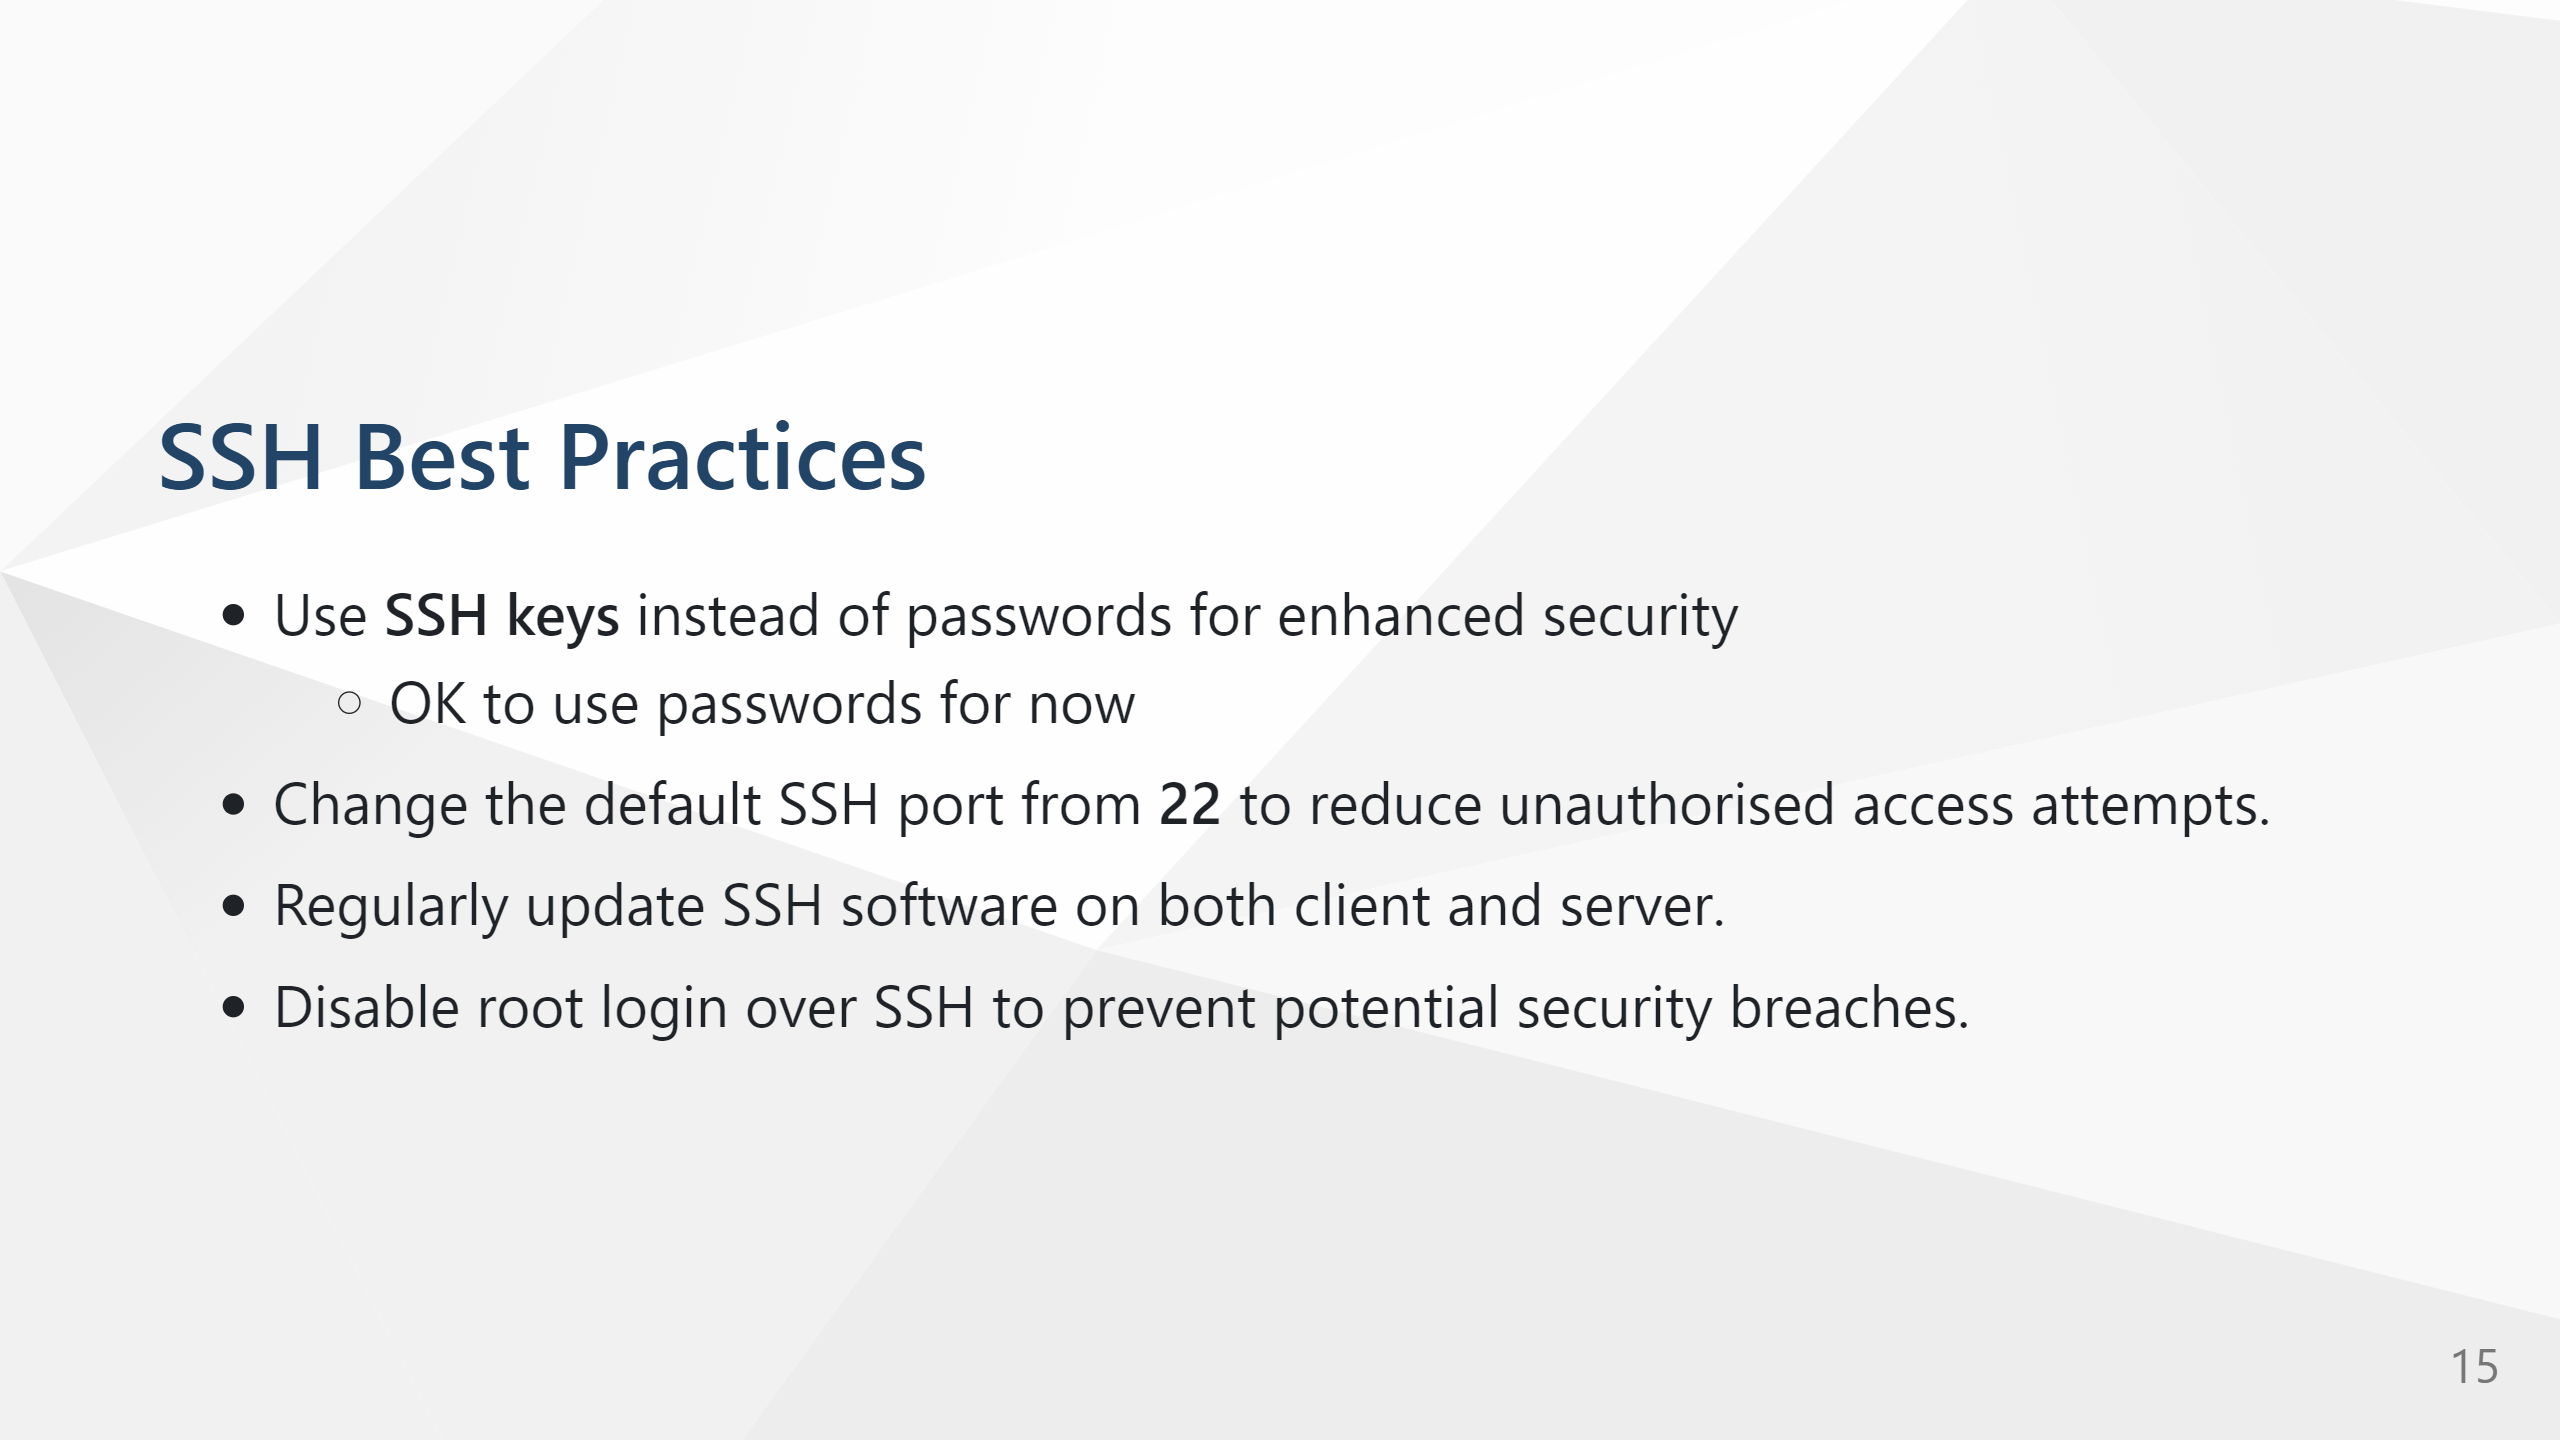 SSH Best Practices
Use SSH keys instead of passwords for enhanced security
OK to use passwords for now
Change the default SSH port from 22 to reduce unauthorised access attempts.
Regularly update SSH software on both client and server.
Disable root login over SSH to prevent potential security breaches.
15